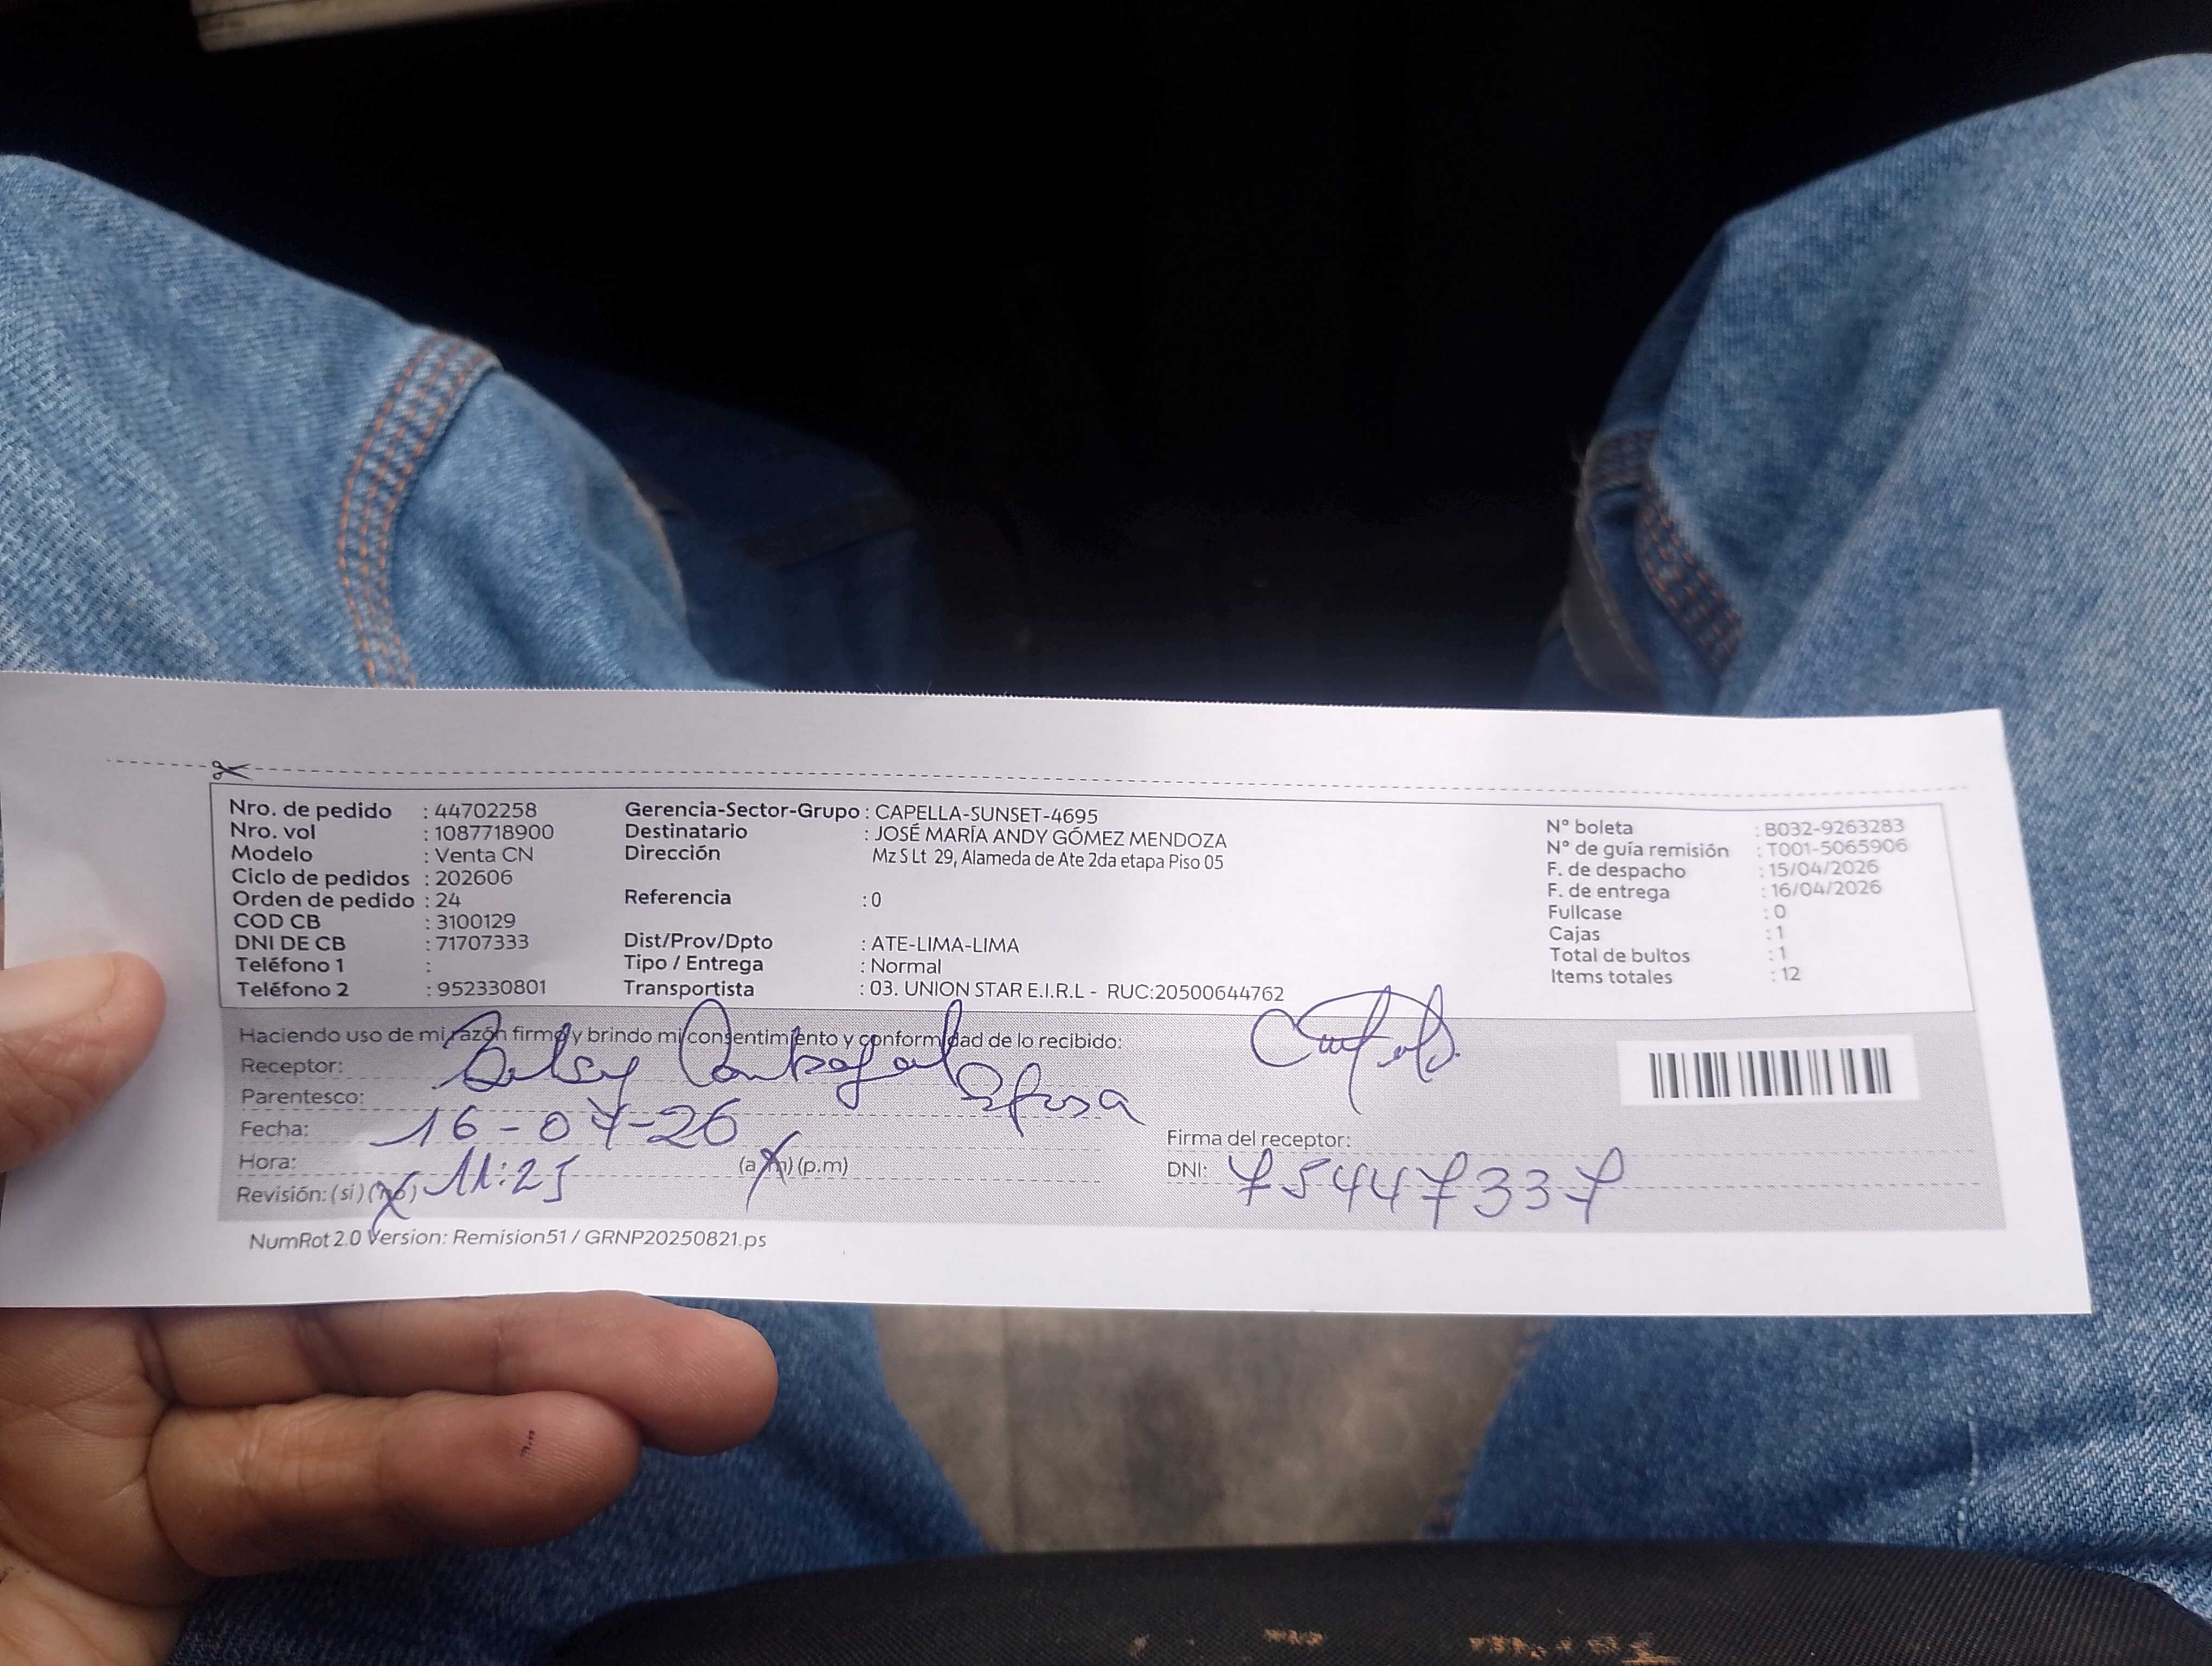 Nro. de pedido : 44702258
Nro. vol : 1087718900
Modelo : Venta CN
Ciclo de pedidos : 202606
Orden de pedido : 24
COD CB : 3100129
DNI DE CB : 71707333
Teléfono 1 :
Teléfono 2 : 952330801
Gerencia-Sector-Grupo : CAPELLA-SUNSET-4695
Destinatario : JOSÉ MARÍA ANDY GÓMEZ MENDOZA
Dirección Mz S Lt 29, Alameda de Ate 2da etapa Piso 05
Referencia : 0
Dist/Prov/Dpto : ATE-LIMA-LIMA
Tipo / Entrega : Normal
Transportista : 03. UNION STAR E.I.R.L - RUC:20500644762
N° boleta : B032-9263283
N° de guía remisión : T001-5065906
F. de despacho : 15/04/2026
F. de entrega : 16/04/2026
Fullcase : 0
Cajas : 1
Total de bultos : 1
Items totales : 12
Haciendo uso de mi razón firmo y brindo mi consentimiento y conformidad de lo recibido:
Receptor:
Parentesco: Esposa
Fecha: 16-04-26
Hora: 11:25 (a.m) (p.m)
Revisión: (si) (no)
Firma del receptor:
DNI: 75447337
NumRot 2.0 Version: Remision51 / GRNP20250821.ps